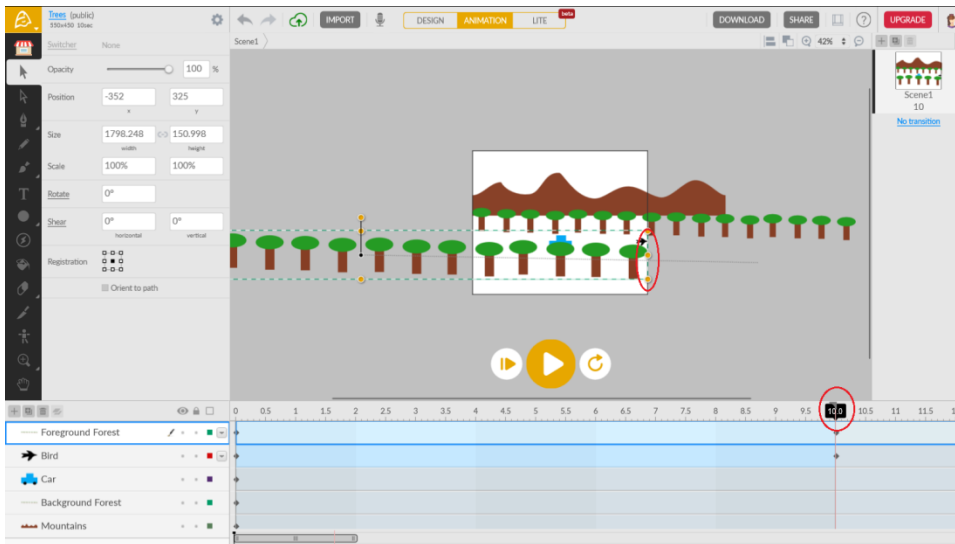 Trees (public)
550x450 10sec
IMPORT
DESIGN
ANIMATION
LITE
beta
DOWNLOAD
SHARE
?
UPGRADE
Scene1
42%
Switcher None
Opacity 100 %
Position -352 325
x y
Size 1798.248 150.998
width height
Scale 100% 100%
Rotate 0°
Shear 0° 0°
horizontal vertical
Registration
Orient to path
Scene1
10
No transition
0 0.5 1 1.5 2 2.5 3 3.5 4 4.5 5 5.5 6 6.5 7 7.5 8 8.5 9 9.5 10.0 10.5 11 11.5 1
Foreground Forest
Bird
Car
Background Forest
Mountains